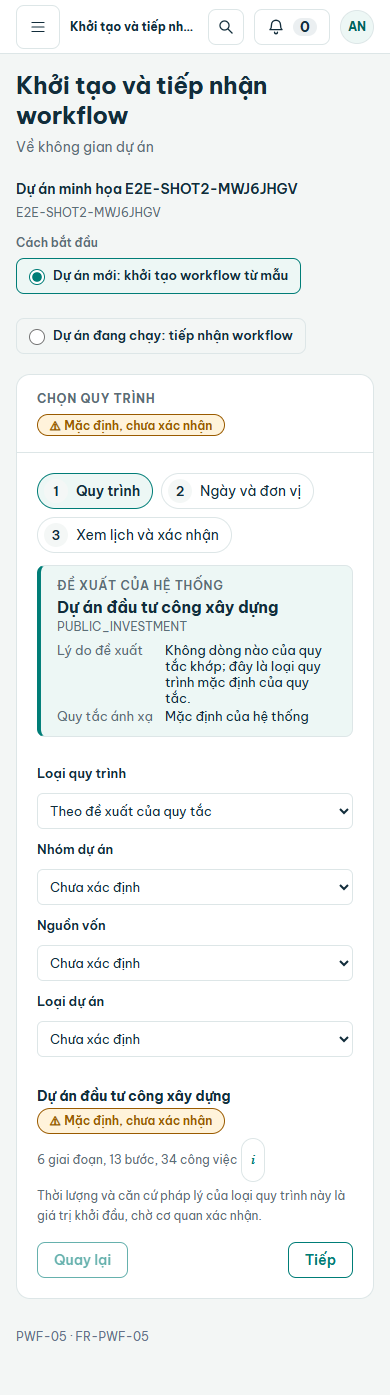 Khởi tạo và tiếp nh...
0
AN
Khởi tạo và tiếp nhận
workflow
Về không gian dự án
Dự án minh họa E2E-SHOT2-MWJ6JHGV
E2E-SHOT2-MWJ6JHGV
Cách bắt đầu
Dự án mới: khởi tạo workflow từ mẫu
Dự án đang chạy: tiếp nhận workflow
CHỌN QUY TRÌNH
⚠ Mặc định, chưa xác nhận
1 Quy trình
2 Ngày và đơn vị
3 Xem lịch và xác nhận
ĐỀ XUẤT CỦA HỆ THỐNG
Dự án đầu tư công xây dựng
PUBLIC_INVESTMENT
Lý do đề xuất Không dòng nào của quy
tắc khớp; đây là loại quy
trình mặc định của quy
tắc.
Quy tắc ánh xạ Mặc định của hệ thống
Loại quy trình
Theo đề xuất của quy tắc
Nhóm dự án
Chưa xác định
Nguồn vốn
Chưa xác định
Loại dự án
Chưa xác định
Dự án đầu tư công xây dựng
⚠ Mặc định, chưa xác nhận
6 giai đoạn, 13 bước, 34 công việc i
Thời lượng và căn cứ pháp lý của loại quy trình này là
giá trị khởi đầu, chờ cơ quan xác nhận.
Quay lại
Tiếp
PWF-05 · FR-PWF-05